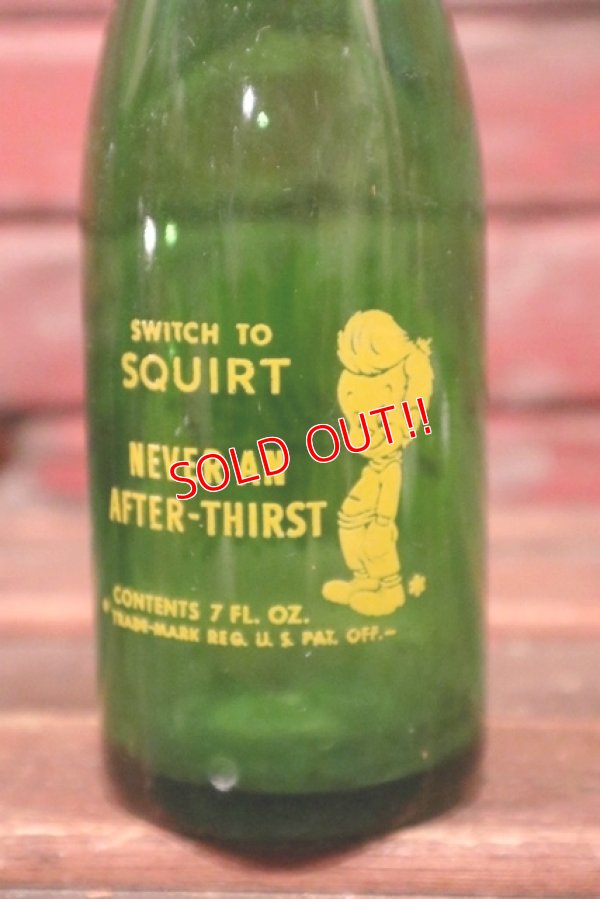 SWITCH TO
SQUIRT
NEVER AN
AFTER-THIRST
SOLD OUT!!
CONTENTS 7 FL. OZ.
TRADE-MARK REG. U. S. PAT. OFF.